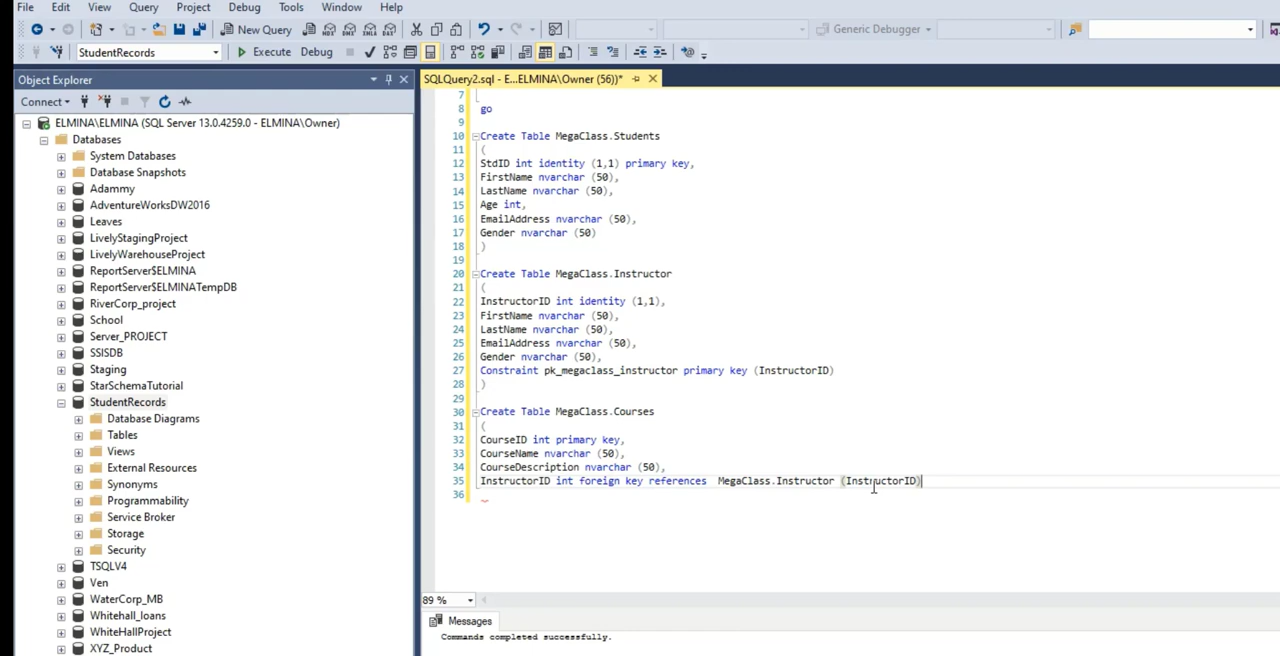 File Edit View Query Project Debug Tools Window Help
New Query Generic Debugger
StudentRecords Execute Debug
Object Explorer
Connect
ELMINA\ELMINA (SQL Server 13.0.4259.0 - ELMINA\Owner)
Databases
System Databases
Database Snapshots
Adammy
AdventureWorksDW2016
Leaves
LivelyStagingProject
LivelyWarehouseProject
ReportServer$ELMINA
ReportServer$ELMINATempDB
RiverCorp_project
School
Server_PROJECT
SSISDB
Staging
StarSchemaTutorial
StudentRecords
Database Diagrams
Tables
Views
External Resources
Synonyms
Programmability
Service Broker
Storage
Security
TSQLV4
Ven
WaterCorp_MB
Whitehall_loans
WhiteHallProject
XYZ_Product
SQLQuery2.sql - E...ELMINA\Owner (56))*
7
8 go
9
10 Create Table MegaClass.Students
11 (
12 StdID int identity (1,1) primary key,
13 FirstName nvarchar (50),
14 LastName nvarchar (50),
15 Age int,
16 EmailAddress nvarchar (50),
17 Gender nvarchar (50)
18 )
19
20 Create Table MegaClass.Instructor
21 (
22 InstructorID int identity (1,1),
23 FirstName nvarchar (50),
24 LastName nvarchar (50),
25 EmailAddress nvarchar (50),
26 Gender nvarchar (50),
27 Constraint pk_megaclass_instructor primary key (InstructorID)
28 )
29
30 Create Table MegaClass.Courses
31 (
32 CourseID int primary key,
33 CourseName nvarchar (50),
34 CourseDescription nvarchar (50),
35 InstructorID int foreign key references  MegaClass.Instructor (InstructorID)
36
89 %
Messages
Commands completed successfully.